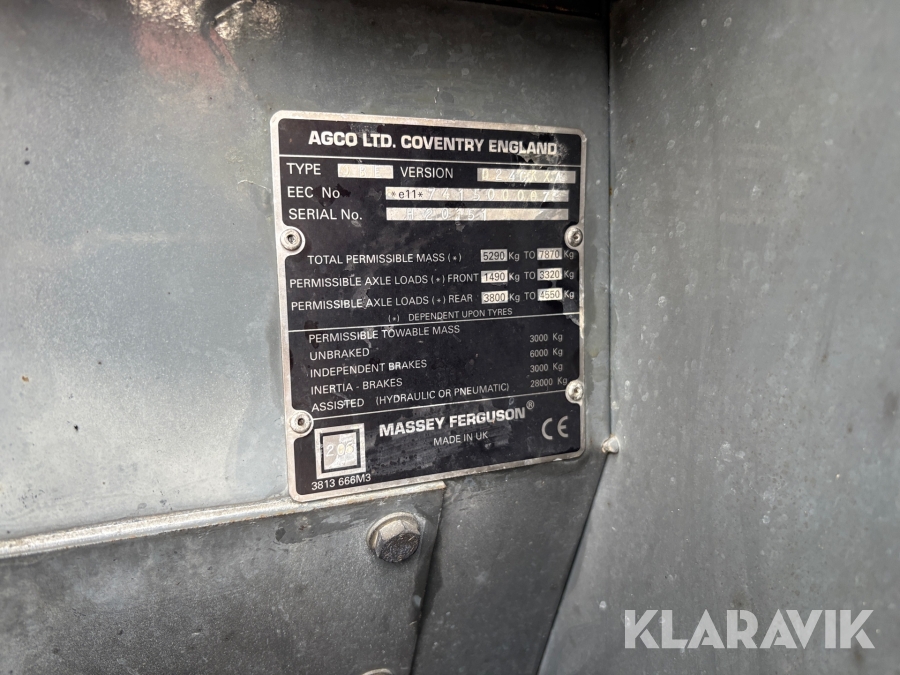 AGCO LTD. COVENTRY ENGLAND
TYPE VERSION
EEC No *e11*
SERIAL No.
TOTAL PERMISSIBLE MASS (*) 5290 Kg TO 7870 Kg
PERMISSIBLE AXLE LOADS (*) FRONT 1490 Kg TO 3320 Kg
PERMISSIBLE AXLE LOADS (*) REAR 3800 Kg TO 4550 Kg
(*) DEPENDENT UPON TYRES
PERMISSIBLE TOWABLE MASS
UNBRAKED 3000 Kg
INDEPENDENT BRAKES 6000 Kg
INERTIA - BRAKES 3000 Kg
ASSISTED (HYDRAULIC OR PNEUMATIC) 28000 Kg
MASSEY FERGUSON®
MADE IN UK
CE
3813 666M3
KLARAVIK